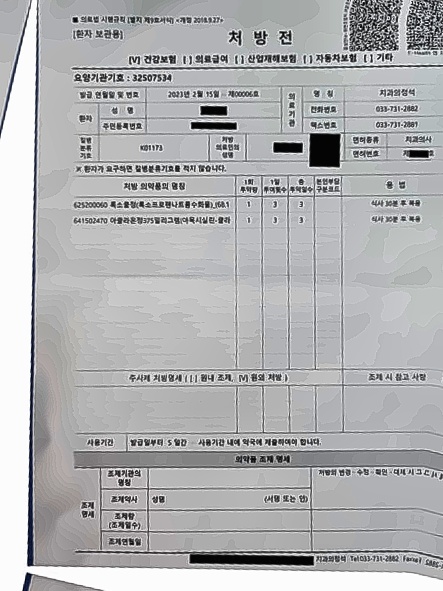 ■ 의료법 시행규칙 [별지 제9호서식] <개정 2018.9.27>
[환자 보관용]
처 방 전
[V] 건강보험 [ ] 의료급여 [ ] 산업재해보험 [ ] 자동차보험 [ ] 기타
요양기관기호 : 32507534
발급 연월일 및 번호 2023년 2월 15일 - 제00006호
의료기관 명 칭 치과의정석
환자 성 명
전화번호 033-731-2882
주민등록번호
팩스번호 033-731-2881
질병분류기호 K01173
처방 의료인의 성명
면허종류 치과의사
면허번호
※ 환자가 요구하면 질병분류기호를 적지 않습니다.
처방 의약품의 명칭 1회 투약량 1일 투여횟수 총 투약일수 본인부담 구분코드 용 법
625200060 록소쿨정(록소프로펜나트륨수화물)_(68.1 1 3 3 식사 30분 후 복용
641502470 아클라윤정375밀리그램(아목시실린-클라 1 3 3 식사 30분 후 복용
주사제 처방명세 ( [ ] 원내 조제, [V] 원외 처방 ) 조제 시 참고 사항
사용기간 발급일부터 5 일간 사용기간 내에 약국에 제출하여야 합니다.
의약품 조제 명세
조제명세
조제기관의 명칭
처방의 변경·수정·확인·대체 시 그
조제약사 성명 (서명 또는 인)
조제량 (조제일수)
조제연월일
치과의정석 Tel:033-731-2882